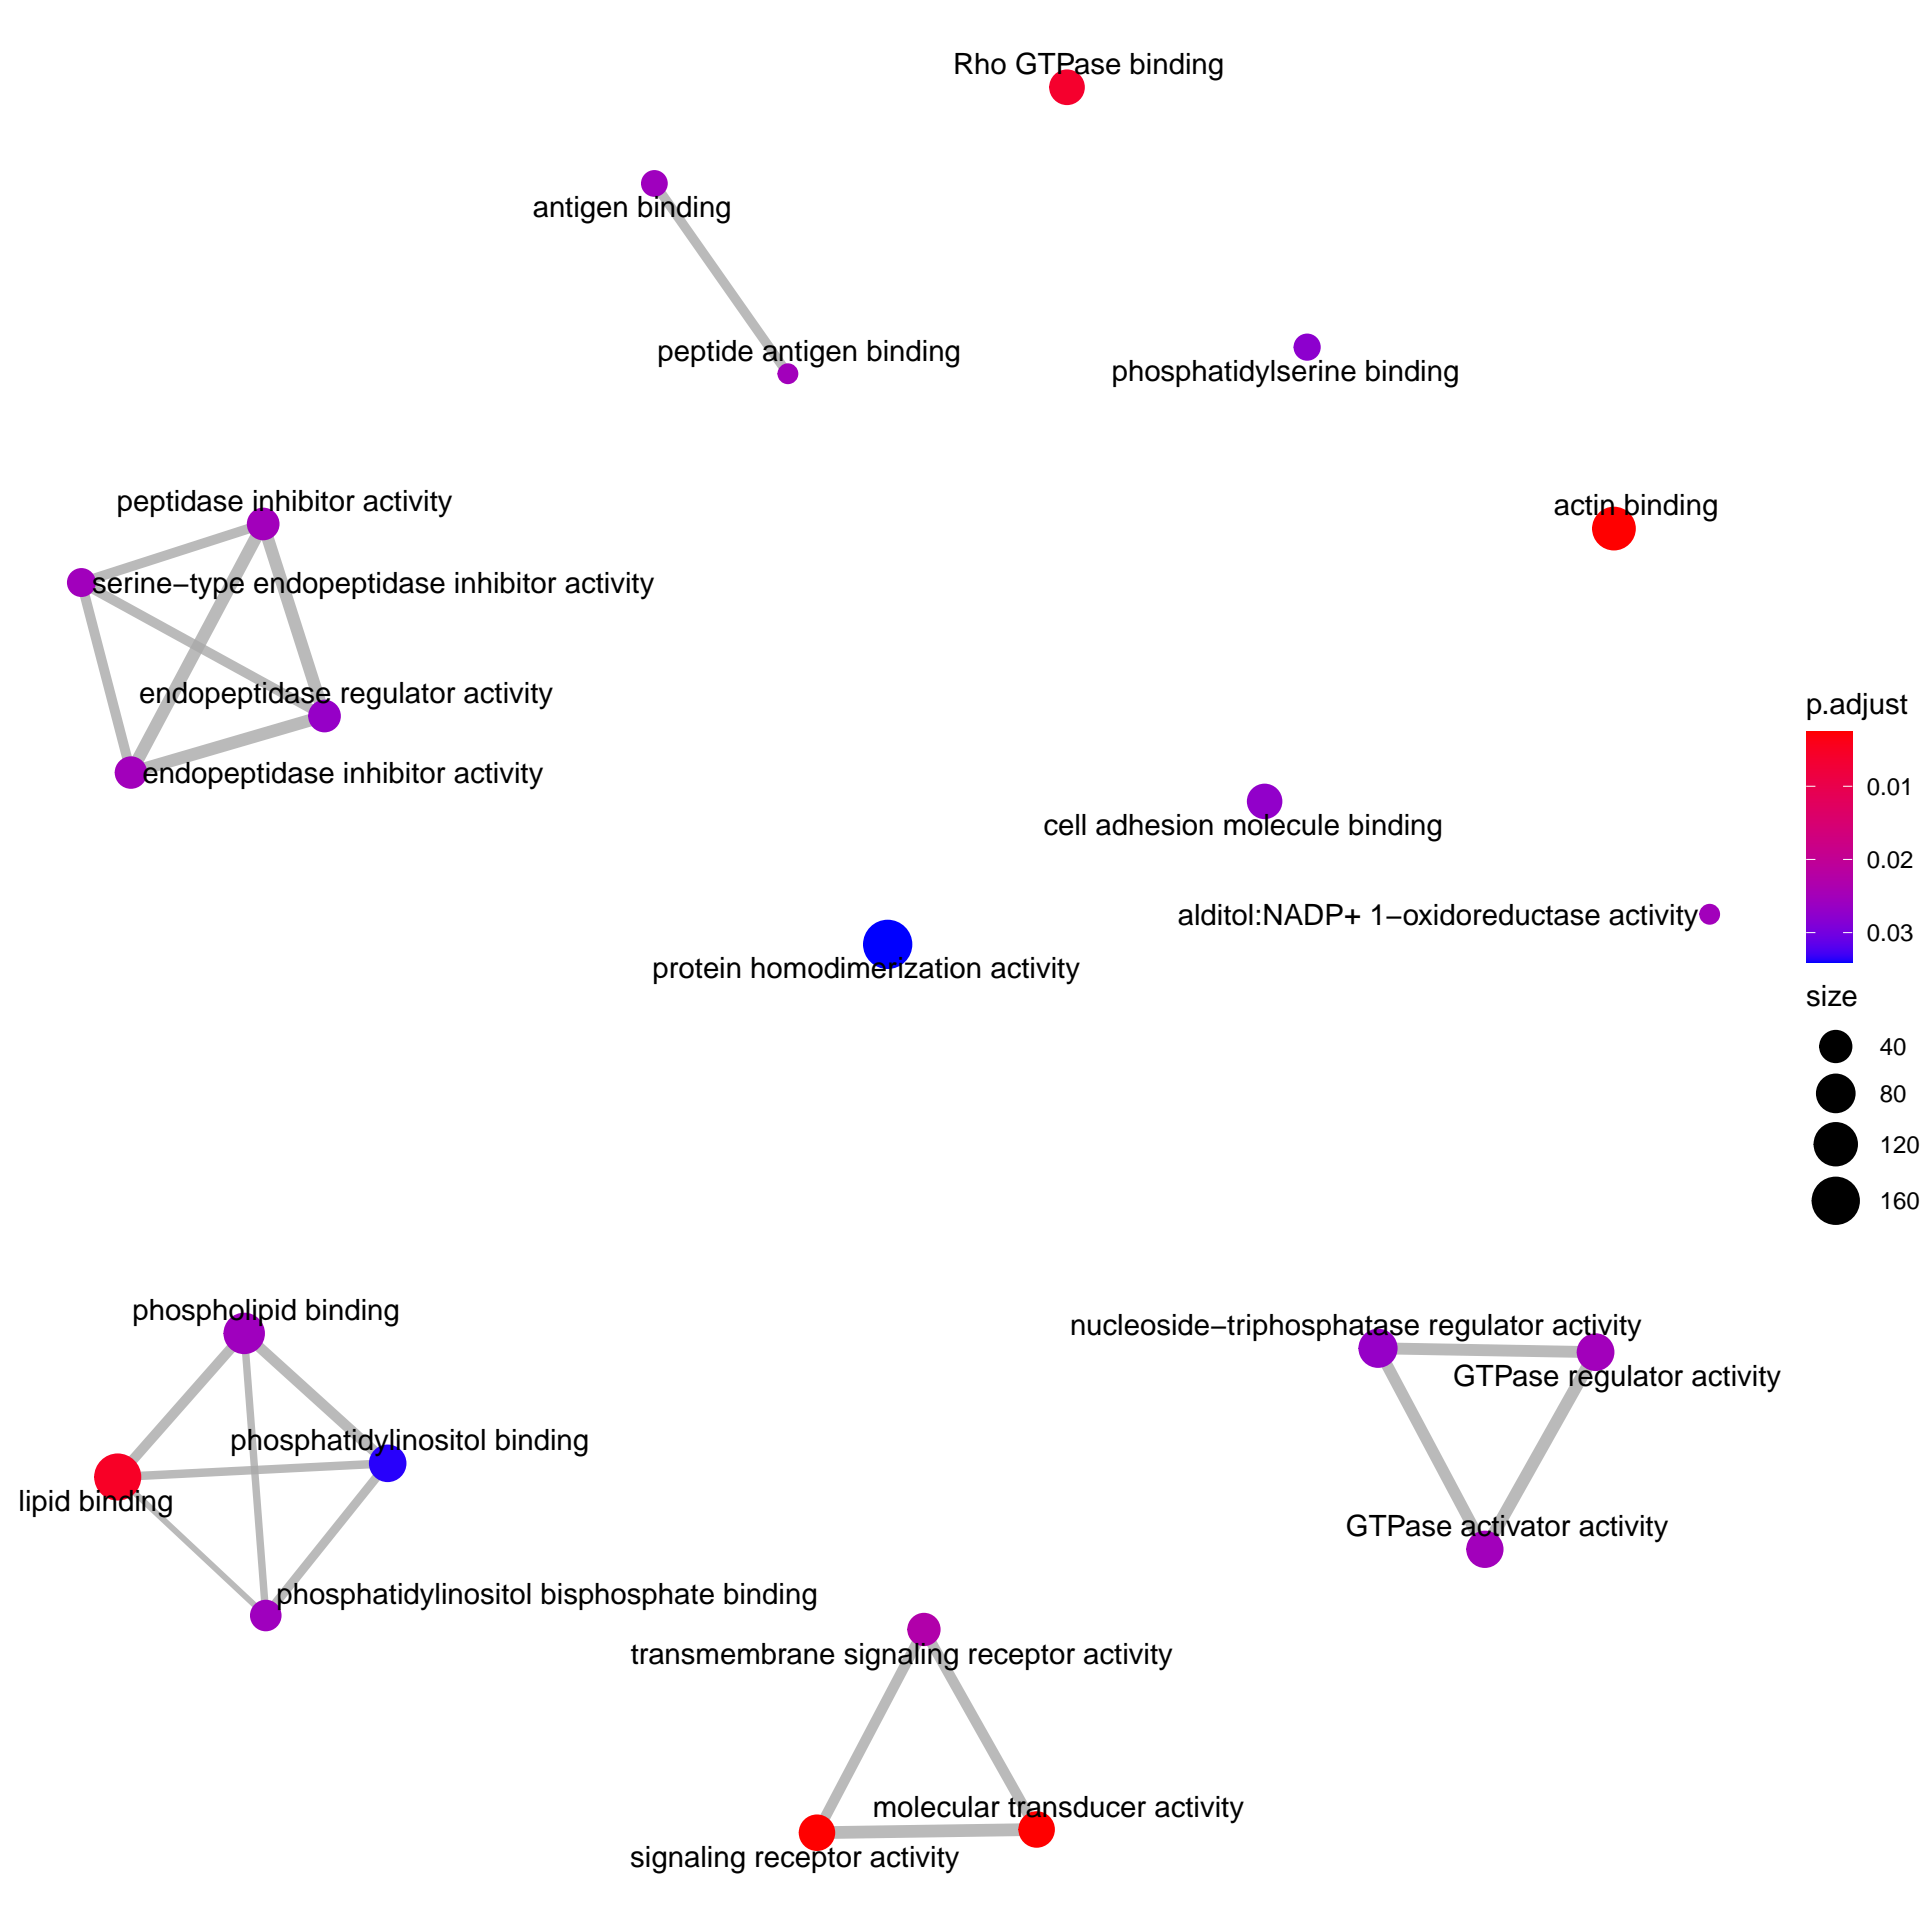 Rho GTPase binding
antigen binding
peptide antigen binding
phosphatidylserine binding
peptidase inhibitor activity
actin binding
serine−type endopeptidase inhibitor activity
endopeptidase regulator activity
endopeptidase inhibitor activity
cell adhesion molecule binding
alditol:NADP+ 1−oxidoreductase activity
protein homodimerization activity
p.adjust
0.01
0.02
0.03
size
40
80
120
160
phospholipid binding
nucleoside−triphosphatase regulator activity
GTPase regulator activity
phosphatidylinositol binding
lipid binding
GTPase activator activity
phosphatidylinositol bisphosphate binding
transmembrane signaling receptor activity
molecular transducer activity
signaling receptor activity